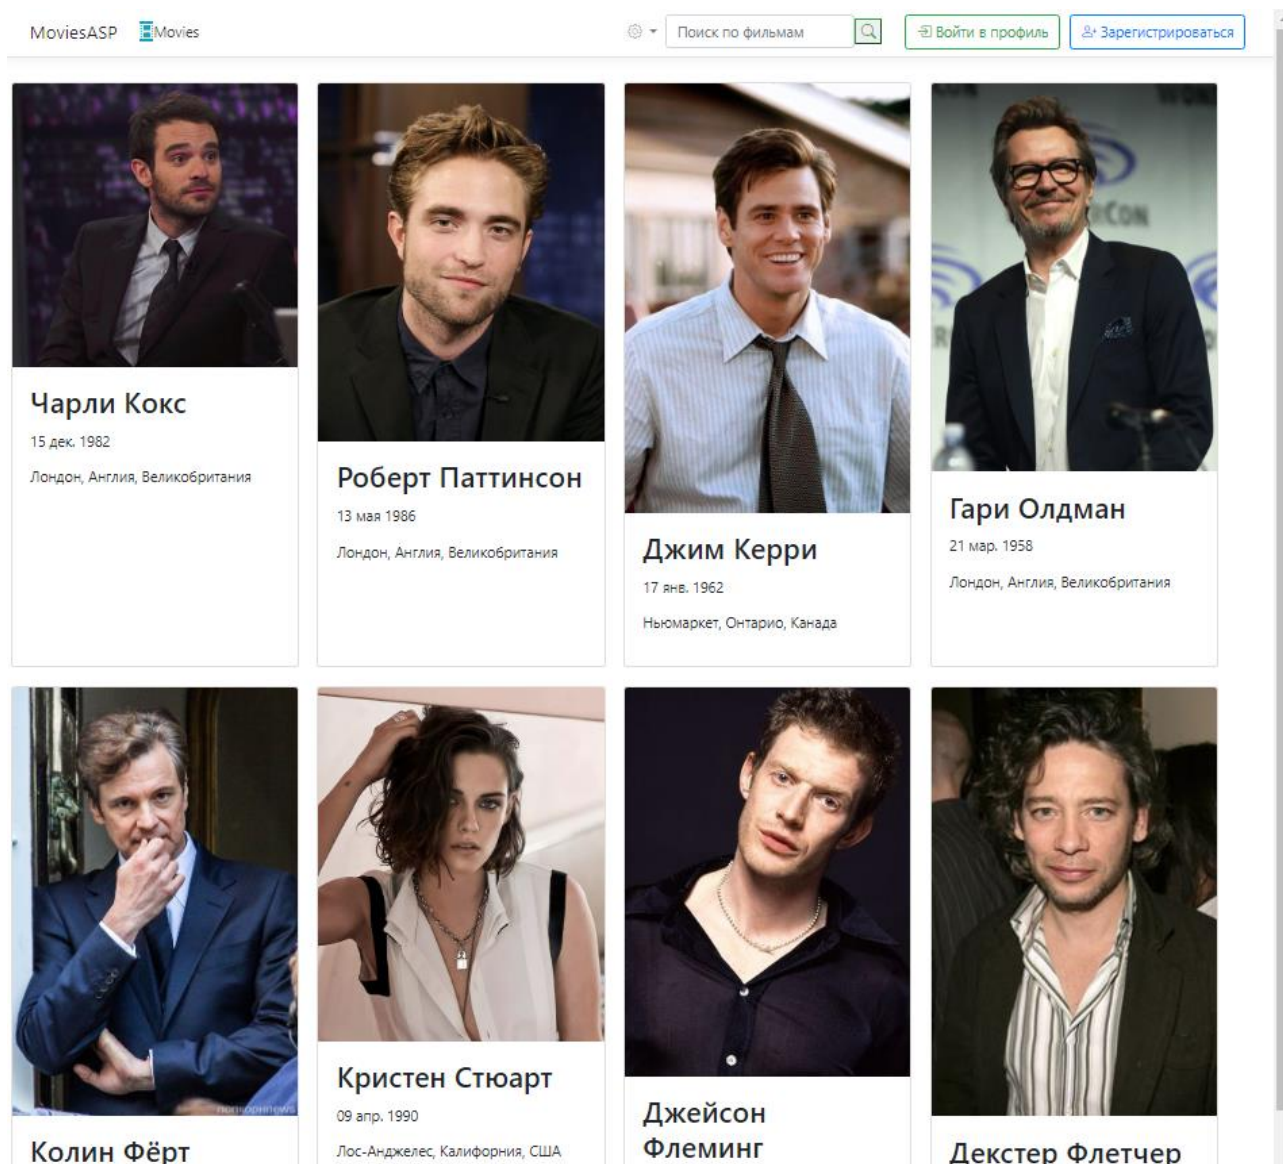 MoviesASP Movies Поиск по фильмам Войти в профиль Зарегистрироваться
Чарли Кокс
15 дек. 1982
Лондон, Англия, Великобритания
Роберт Паттинсон
13 мая 1986
Лондон, Англия, Великобритания
Джим Керри
17 янв. 1962
Ньюмаркет, Онтарио, Канада
Гари Олдман
21 мар. 1958
Лондон, Англия, Великобритания
Колин Фёрт
Кристен Стюарт
09 апр. 1990
Лос-Анджелес, Калифорния, США
Джейсон
Флеминг
Декстер Флетчер